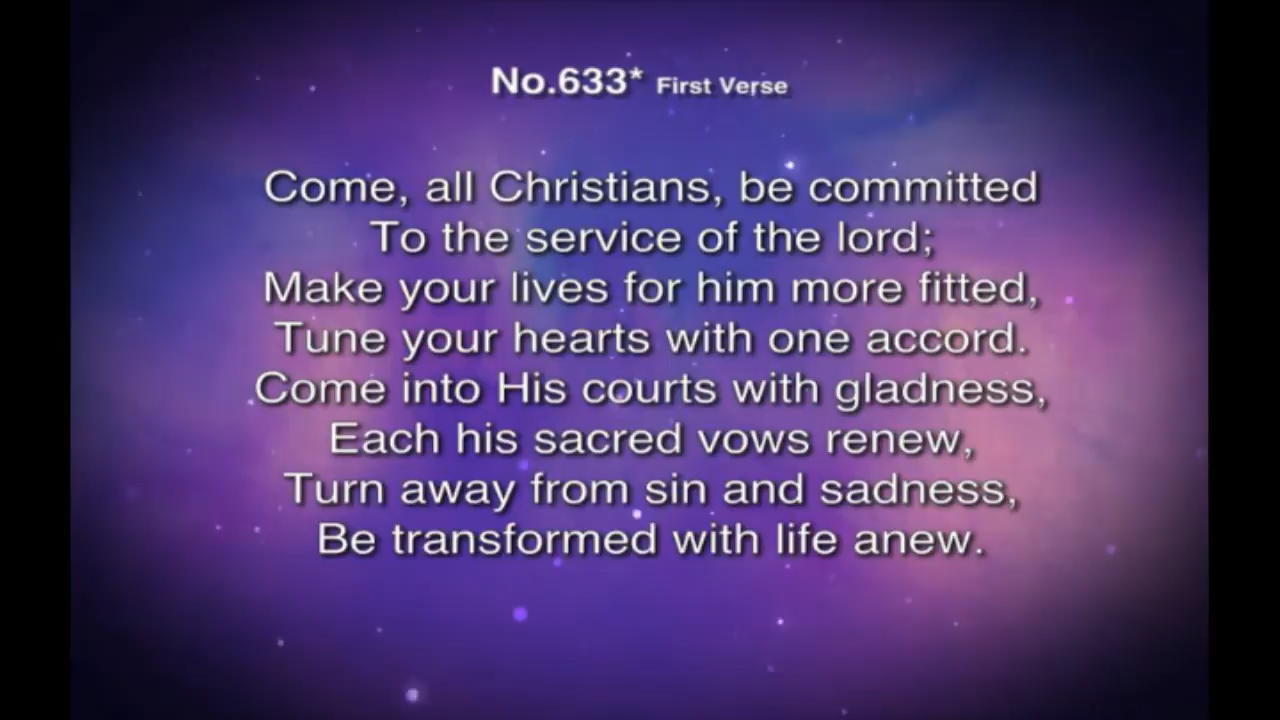 No.633* First Verse
Come, all Christians, be committed
To the service of the lord;
Make your lives for him more fitted,
Tune your hearts with one accord.
Come into His courts with gladness,
Each his sacred vows renew,
Turn away from sin and sadness,
Be transformed with life anew.